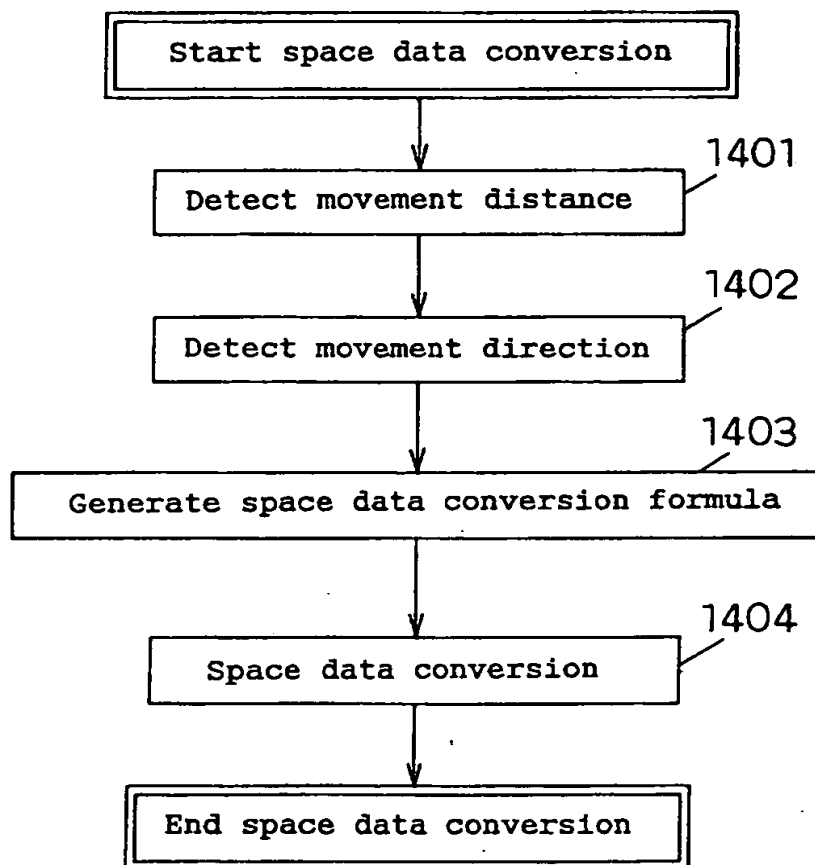 Start space data conversion
1401
Detect movement distance
1402
Detect movement direction
1403
Generate space data conversion formula
1404
Space data conversion
End space data conversion